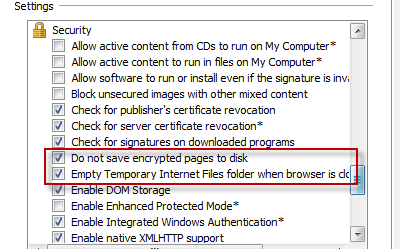 Settings
Security
Allow active content from CDs to run on My Computer*
Allow active content to run in files on My Computer*
Allow software to run or install even if the signature is inva
Block unsecured images with other mixed content
Check for publisher's certificate revocation
Check for server certificate revocation*
Check for signatures on downloaded programs
Do not save encrypted pages to disk
Empty Temporary Internet Files folder when browser is clo
Enable DOM Storage
Enable Enhanced Protected Mode*
Enable Integrated Windows Authentication*
Enable native XMLHTTP support